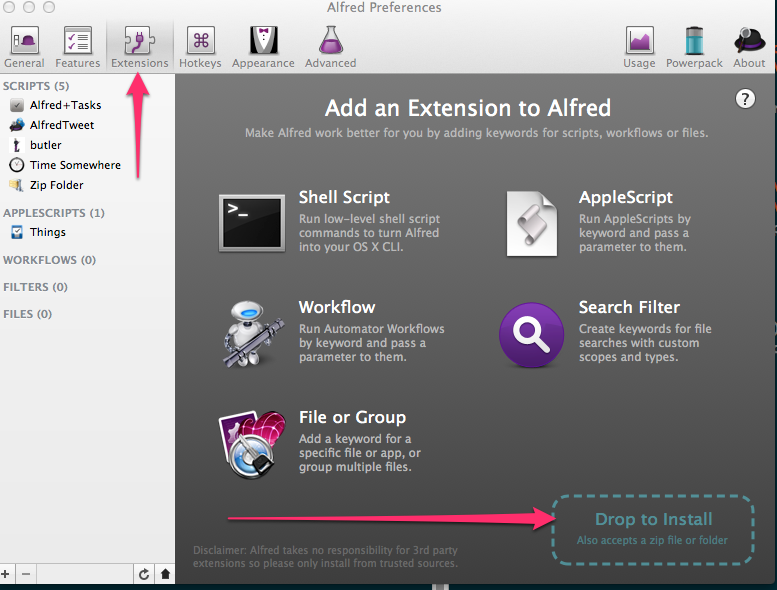 Alfred Preferences
General Features Extensions Hotkeys Appearance Advanced Usage Powerpack About
SCRIPTS (5)
Alfred+Tasks
AlfredTweet
butler
Time Somewhere
Zip Folder
APPLESCRIPTS (1)
Things
WORKFLOWS (0)
FILTERS (0)
FILES (0)
Add an Extension to Alfred
?
Make Alfred work better for you by adding keywords for scripts, workflows or files.
>_
Shell Script
Run low-level shell script
commands to turn Alfred
into your OS X CLI.
AppleScript
Run AppleScripts by
keyword and pass a
parameter to them.
Workflow
Run Automator Workflows
by keyword and pass a
parameter to them.
Search Filter
Create keywords for file
searches with custom
scopes and types.
File or Group
Add a keyword for a
specific file or app, or
group multiple files.
Drop to Install
Also accepts a zip file or folder
Disclaimer: Alfred takes no responsibility for 3rd party
extensions so please only install from trusted sources.